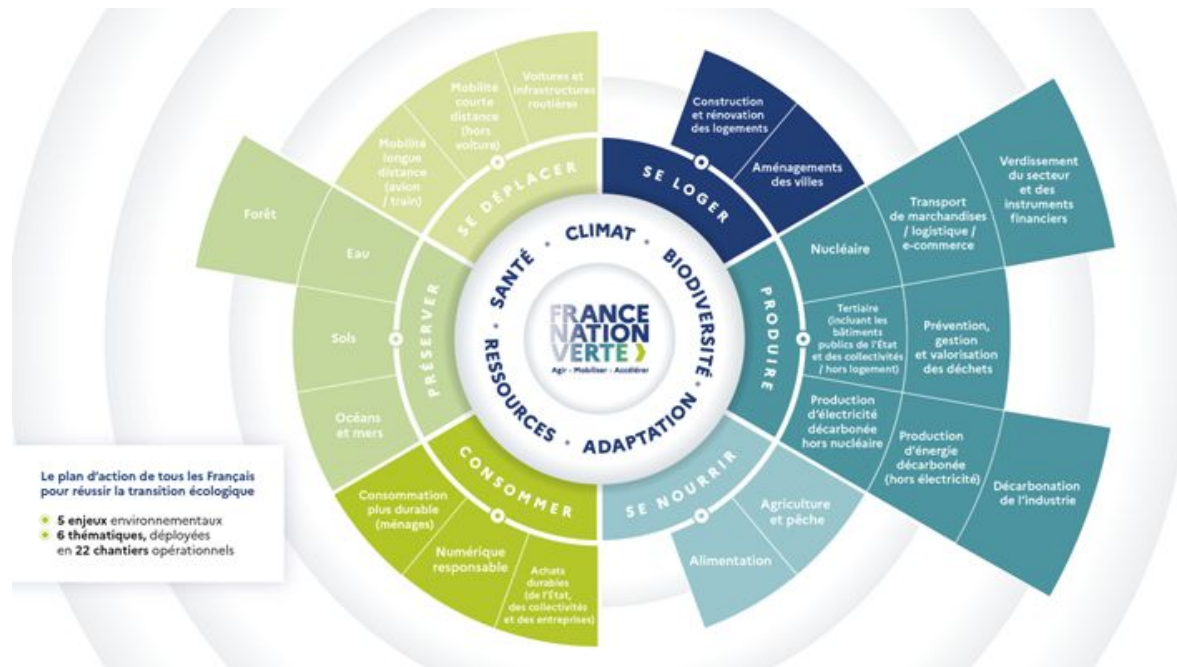 Voitures et
infrastructures
routières
Mobilité
courte
distance
(hors
voiture)
Mobilité
longue
distance
(avion
/ train)
SE DÉPLACER
Construction
et rénovation
des logements
Aménagements
des villes
SE LOGER
Verdissement
du secteur
et des
instruments
financiers
Transport
de marchandises
/ logistique /
e-commerce
Nucléaire
Tertiaire
(incluant les
bâtiments
publics de l'État
et des collectivités
/ hors logement)
Prévention,
gestion
et valorisation
des déchets
Production
d'électricité
décarbonée
hors nucléaire
Production
d'énergie
décarbonée
(hors électricité)
Décarbonation
de l'industrie
PRODUIRE
Forêt
Eau
Sols
Océans
et mers
PRÉSERVER
SANTÉ • CLIMAT • BIODIVERSITÉ • ADAPTATION • RESSOURCES
FRANCE
NATION
VERTE
Agir • Mobiliser • Accélérer
CONSOMMER
Consommation
plus durable
(ménages)
Numérique
responsable
Achats
durables
(de l'État,
des collectivités
et des entreprises)
SE NOURRIR
Agriculture
et pêche
Alimentation
Le plan d'action de tous les Français
pour réussir la transition écologique
5 enjeux environnementaux
6 thématiques, déployées
en 22 chantiers opérationnels